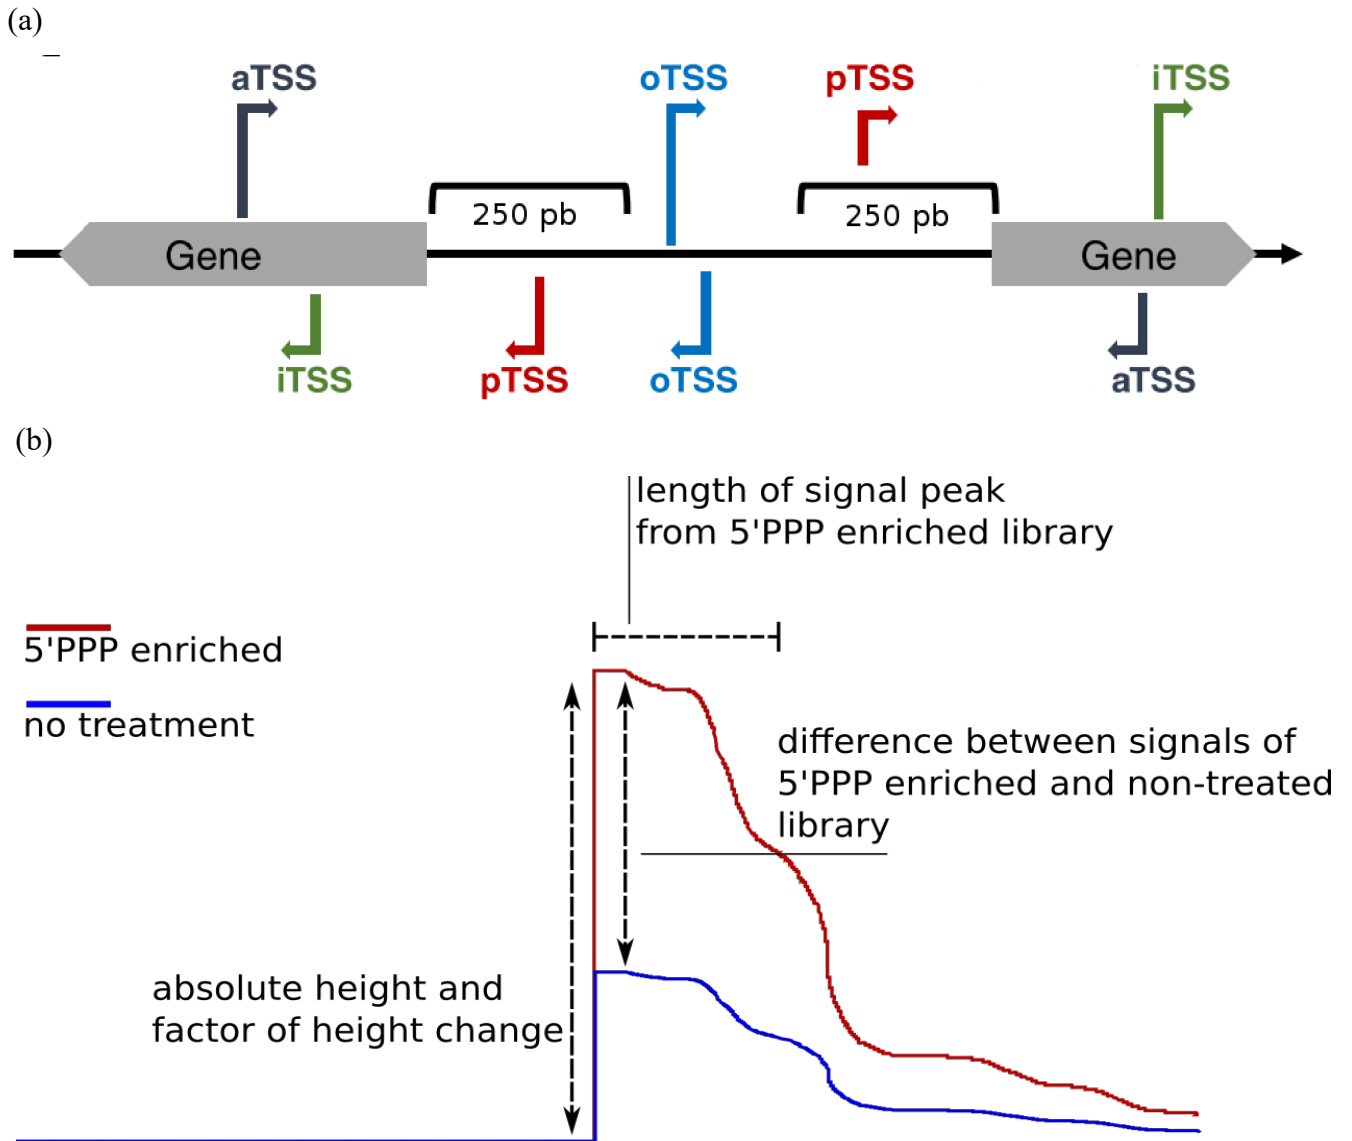 (a)
aTSS
oTSS
pTSS
iTSS
250 pb
250 pb
Gene
Gene
iTSS
pTSS
oTSS
aTSS
(b)
length of signal peak
from 5'PPP enriched library
5'PPP enriched
no treatment
difference between signals of
5'PPP enriched and non-treated
library
absolute height and
factor of height change